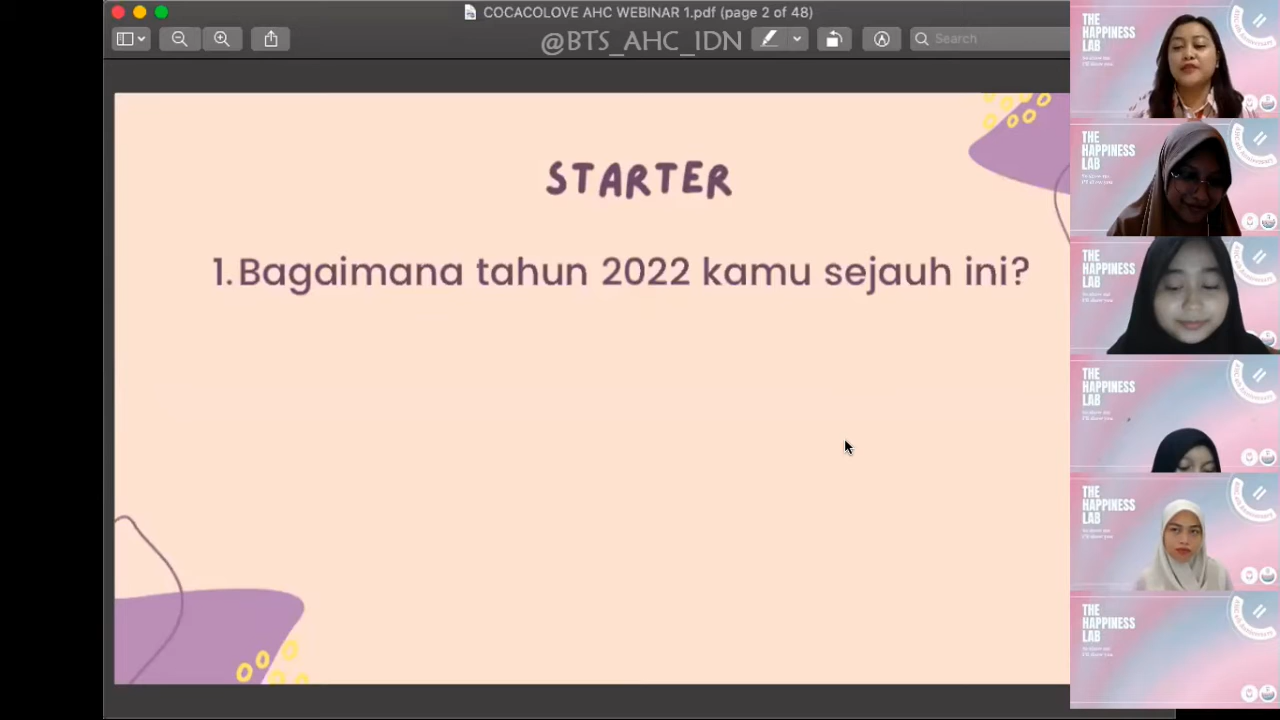 COCACOLOVE AHC WEBINAR 1.pdf (page 2 of 48)
@BTS_AHC_IDN
Search
STARTER
1. Bagaimana tahun 2022 kamu sejauh ini?
THE
HAPPINESS
LAB
THE
HAPPINESS
LAB
THE
HAPPINESS
LAB
THE
HAPPINESS
LAB
THE
HAPPINESS
LAB
THE
HAPPINESS
LAB